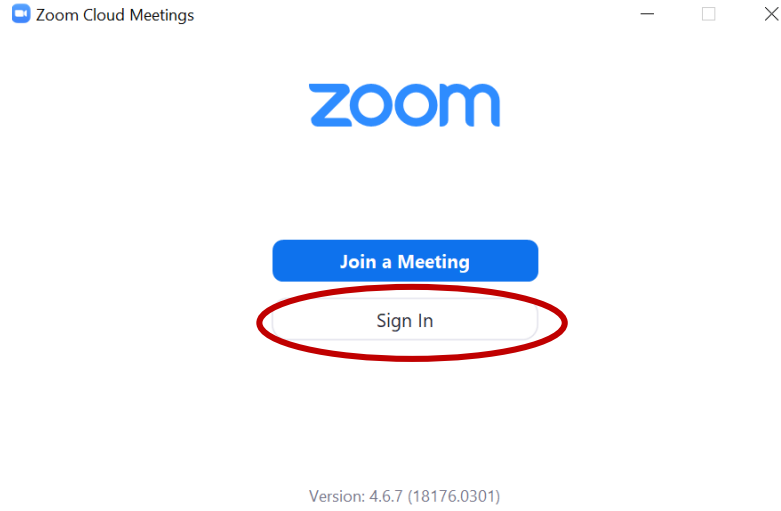 Zoom Cloud Meetings
zoom
Join a Meeting
Sign In
Version: 4.6.7 (18176.0301)